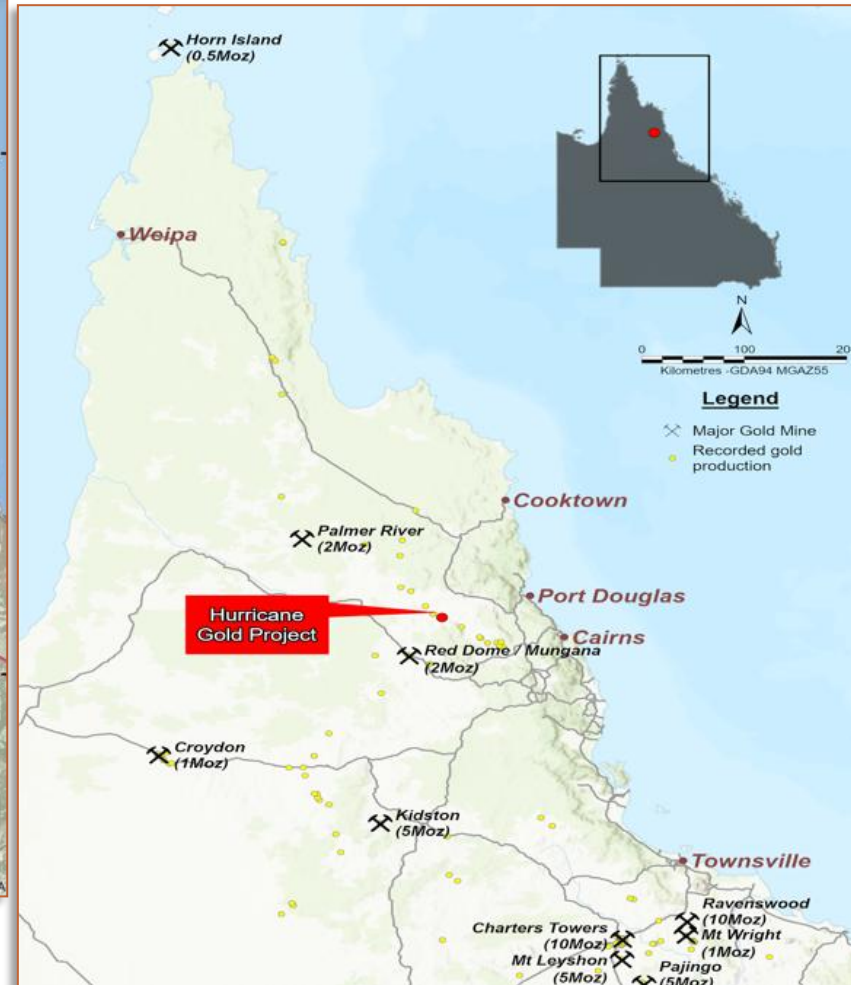 Horn Island
(0.5Moz)
Weipa
N
0 100
Kilometres -GDA94 MGAZ55
Legend
Major Gold Mine
Recorded gold
production
Cooktown
Palmer River
(2Moz)
Port Douglas
Hurricane
Gold Project
Cairns
Red Dome / Mungana
(2Moz)
Croydon
(1Moz)
Kidston
(5Moz)
Townsville
Ravenswood
(10Moz)
Charters Towers
(10Moz)
Mt Wright
(1Moz)
Mt Leyshon
(5Moz)
Pajingo
(5Moz)